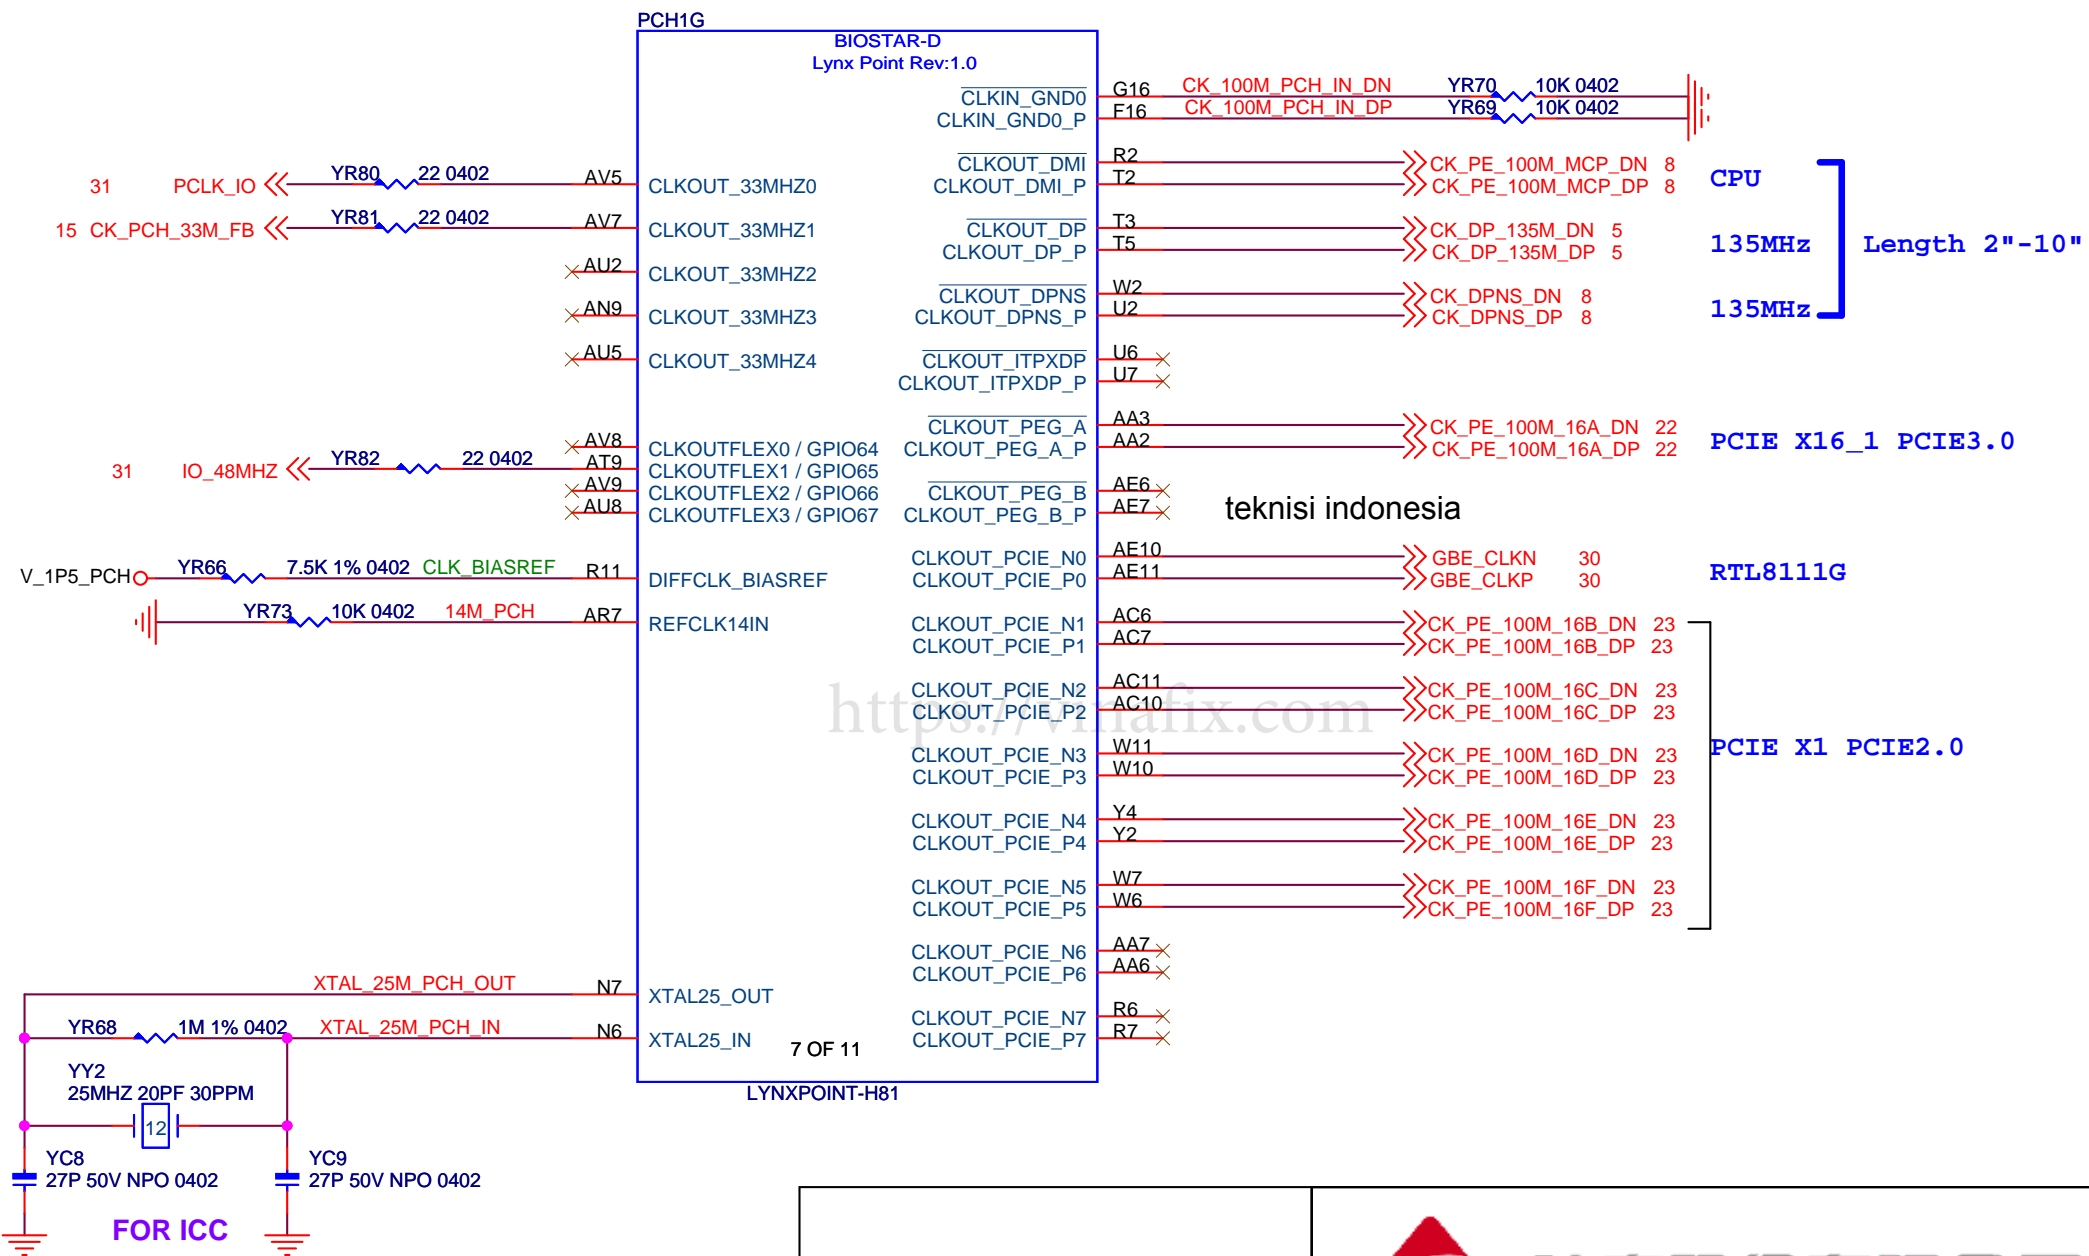 PCH1G
BIOSTAR-D
Lynx Point Rev:1.0
CLKIN_GND0 G16 CK_100M_PCH_IN_DN YR70 10K 0402
CLKIN_GND0_P F16 CK_100M_PCH_IN_DP YR69 10K 0402
CLKOUT_DMI R2 CK_PE_100M_MCP_DN 8
31 PCLK_IO YR80 22 0402 AV5 CLKOUT_33MHZ0 CLKOUT_DMI_P T2 CK_PE_100M_MCP_DP 8 CPU
15 CK_PCH_33M_FB YR81 22 0402 AV7 CLKOUT_33MHZ1 CLKOUT_DP T3 CK_DP_135M_DN 5
CLKOUT_DP_P T5 CK_DP_135M_DP 5 135MHz Length 2"-10"
AU2 CLKOUT_33MHZ2
CLKOUT_DPNS W2 CK_DPNS_DN 8
AN9 CLKOUT_33MHZ3 CLKOUT_DPNS_P U2 CK_DPNS_DP 8 135MHz
AU5 CLKOUT_33MHZ4 CLKOUT_ITPXDP U6
CLKOUT_ITPXDP_P U7
CLKOUT_PEG_A AA3 CK_PE_100M_16A_DN 22
AV8 CLKOUTFLEX0 / GPIO64 CLKOUT_PEG_A_P AA2 CK_PE_100M_16A_DP 22 PCIE X16_1 PCIE3.0
31 IO_48MHZ YR82 22 0402 AT9 CLKOUTFLEX1 / GPIO65
AV9 CLKOUTFLEX2 / GPIO66 CLKOUT_PEG_B AE6
AU8 CLKOUTFLEX3 / GPIO67 CLKOUT_PEG_B_P AE7 teknisi indonesia
CLKOUT_PCIE_N0 AE10 GBE_CLKN 30
V_1P5_PCH YR66 7.5K 1% 0402 CLK_BIASREF R11 DIFFCLK_BIASREF CLKOUT_PCIE_P0 AE11 GBE_CLKP 30 RTL8111G
YR73 10K 0402 14M_PCH AR7 REFCLK14IN CLKOUT_PCIE_N1 AC6 CK_PE_100M_16B_DN 23
CLKOUT_PCIE_P1 AC7 CK_PE_100M_16B_DP 23
CLKOUT_PCIE_N2 AC11 CK_PE_100M_16C_DN 23
CLKOUT_PCIE_P2 AC10 CK_PE_100M_16C_DP 23
https://vinafix.com
CLKOUT_PCIE_N3 W11 CK_PE_100M_16D_DN 23 PCIE X1 PCIE2.0
CLKOUT_PCIE_P3 W10 CK_PE_100M_16D_DP 23
CLKOUT_PCIE_N4 Y4 CK_PE_100M_16E_DN 23
CLKOUT_PCIE_P4 Y2 CK_PE_100M_16E_DP 23
CLKOUT_PCIE_N5 W7 CK_PE_100M_16F_DN 23
CLKOUT_PCIE_P5 W6 CK_PE_100M_16F_DP 23
CLKOUT_PCIE_N6 AA7
CLKOUT_PCIE_P6 AA6
XTAL_25M_PCH_OUT N7 XTAL25_OUT
CLKOUT_PCIE_N7 R6
YR68 1M 1% 0402 XTAL_25M_PCH_IN N6 XTAL25_IN CLKOUT_PCIE_P7 R7
7 OF 11
YY2
25MHZ 20PF 30PPM
LYNXPOINT-H81
12
YC8 YC9
27P 50V NPO 0402 27P 50V NPO 0402
FOR ICC